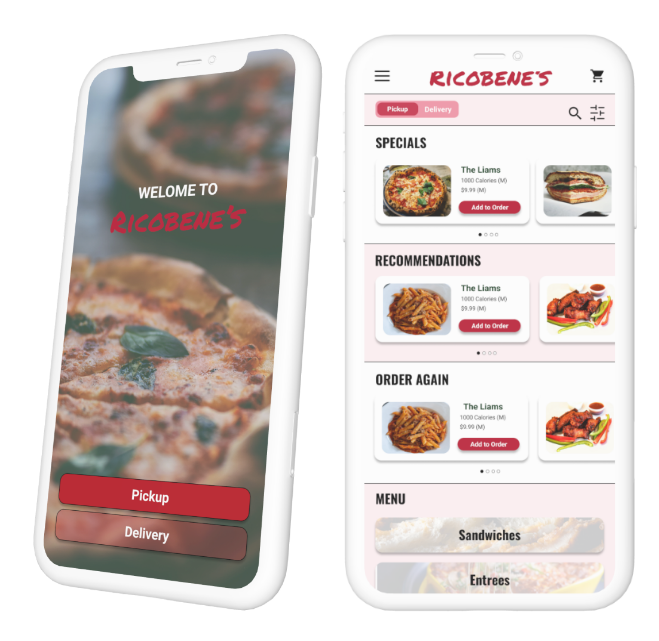 WELOME TO
RICOBENE'S
Pickup
Delivery
RICOBENE'S
Pickup Delivery
SPECIALS
The Liams
1000 Calories (M)
$9.99 (M)
Add to Order
RECOMMENDATIONS
The Liams
1000 Calories (M)
$9.99 (M)
Add to Order
ORDER AGAIN
The Liams
1000 Calories (M)
$9.99 (M)
Add to Order
MENU
Sandwiches
Entrees